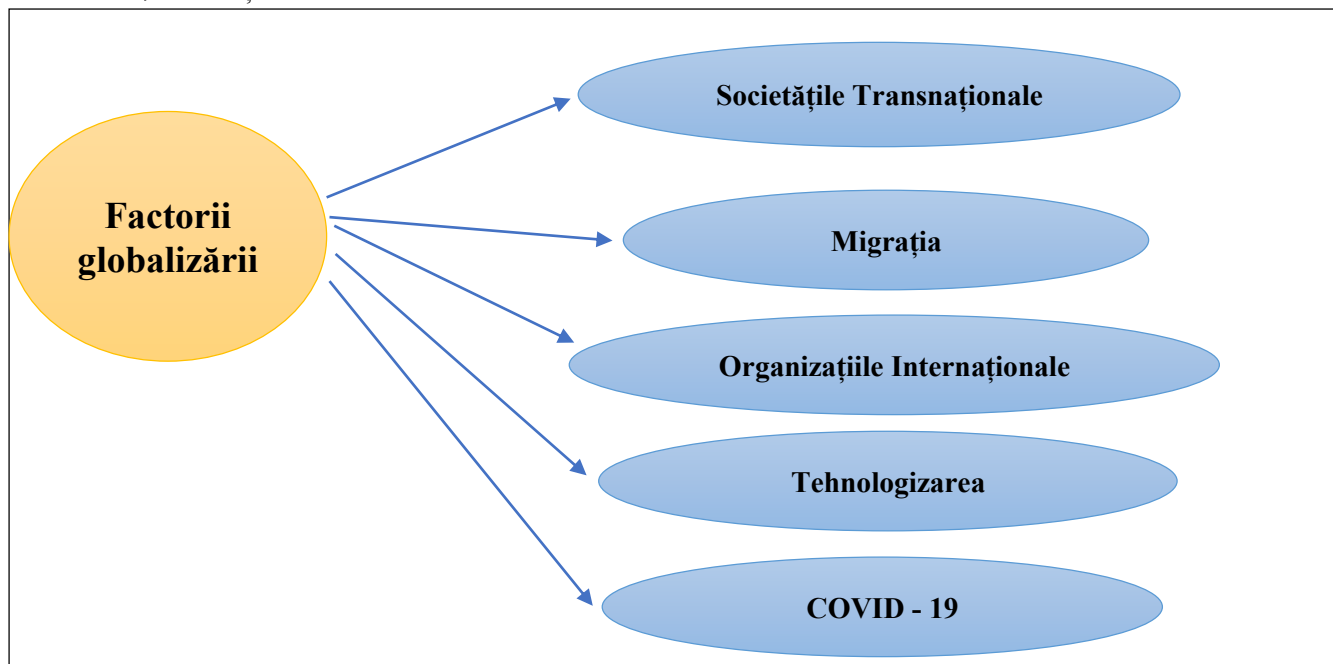 Factorii
globalizării
Societățile Transnaționale
Migrația
Organizațiile Internaționale
Tehnologizarea
COVID - 19